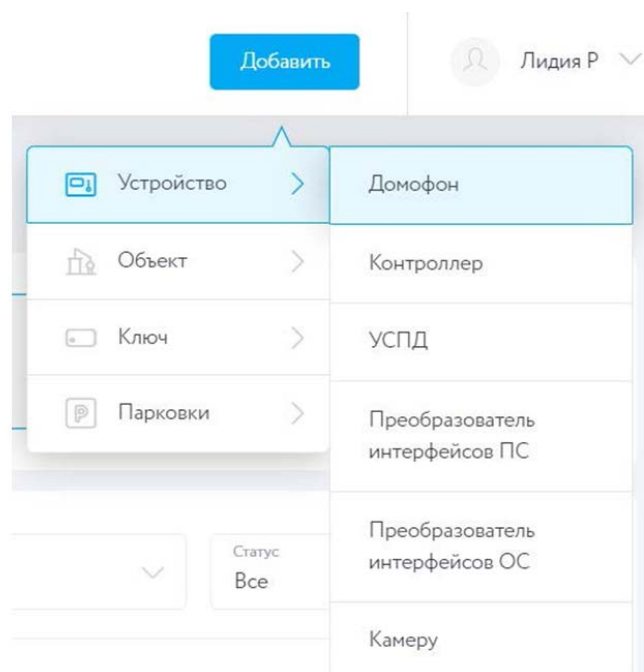 Добавить
Лидия Р
Устройство
Объект
Ключ
Парковки
Домофон
Контроллер
УСПД
Преобразователь
интерфейсов ПС
Преобразователь
интерфейсов ОС
Камеру
Статус
Все